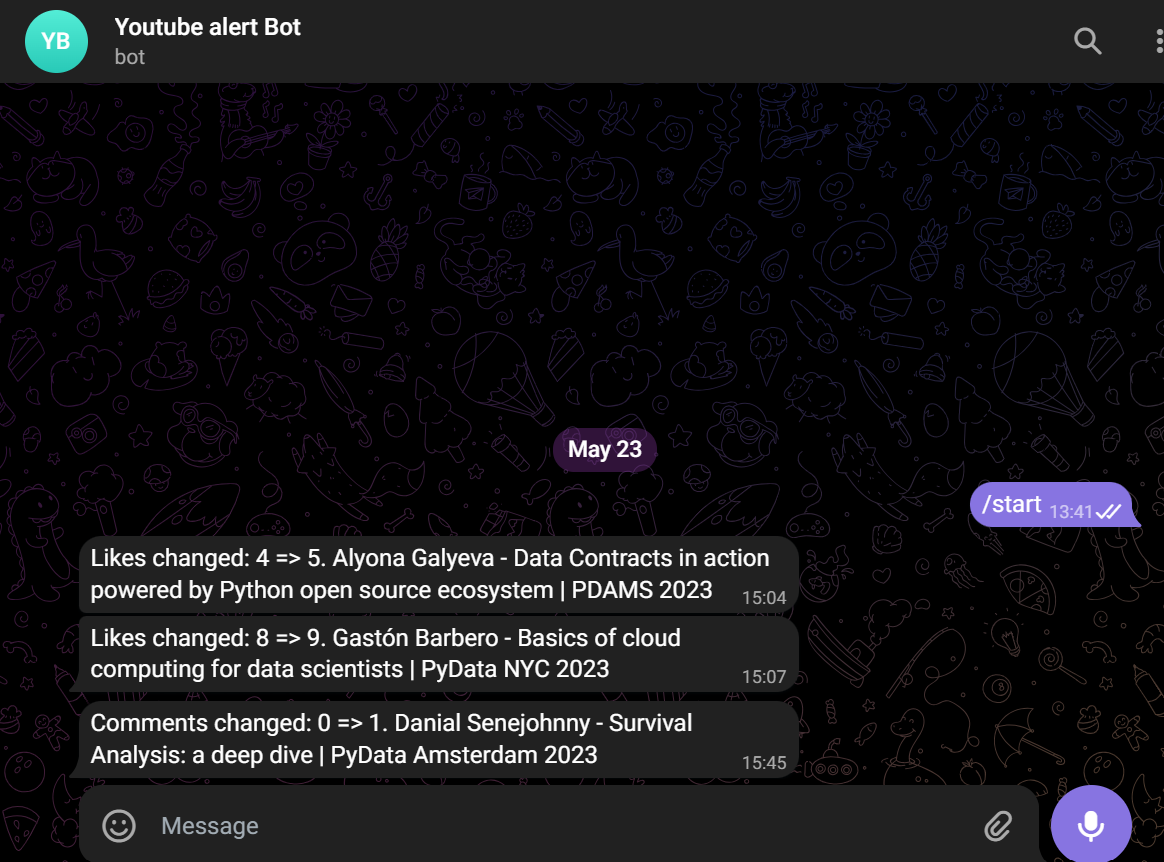 YB
Youtube alert Bot
bot
May 23
/start 13:41
Likes changed: 4 => 5. Alyona Galyeva - Data Contracts in action
powered by Python open source ecosystem | PDAMS 2023 15:04
Likes changed: 8 => 9. Gastón Barbero - Basics of cloud
computing for data scientists | PyData NYC 2023 15:07
Comments changed: 0 => 1. Danial Senejohnny - Survival
Analysis: a deep dive | PyData Amsterdam 2023 15:45
Message